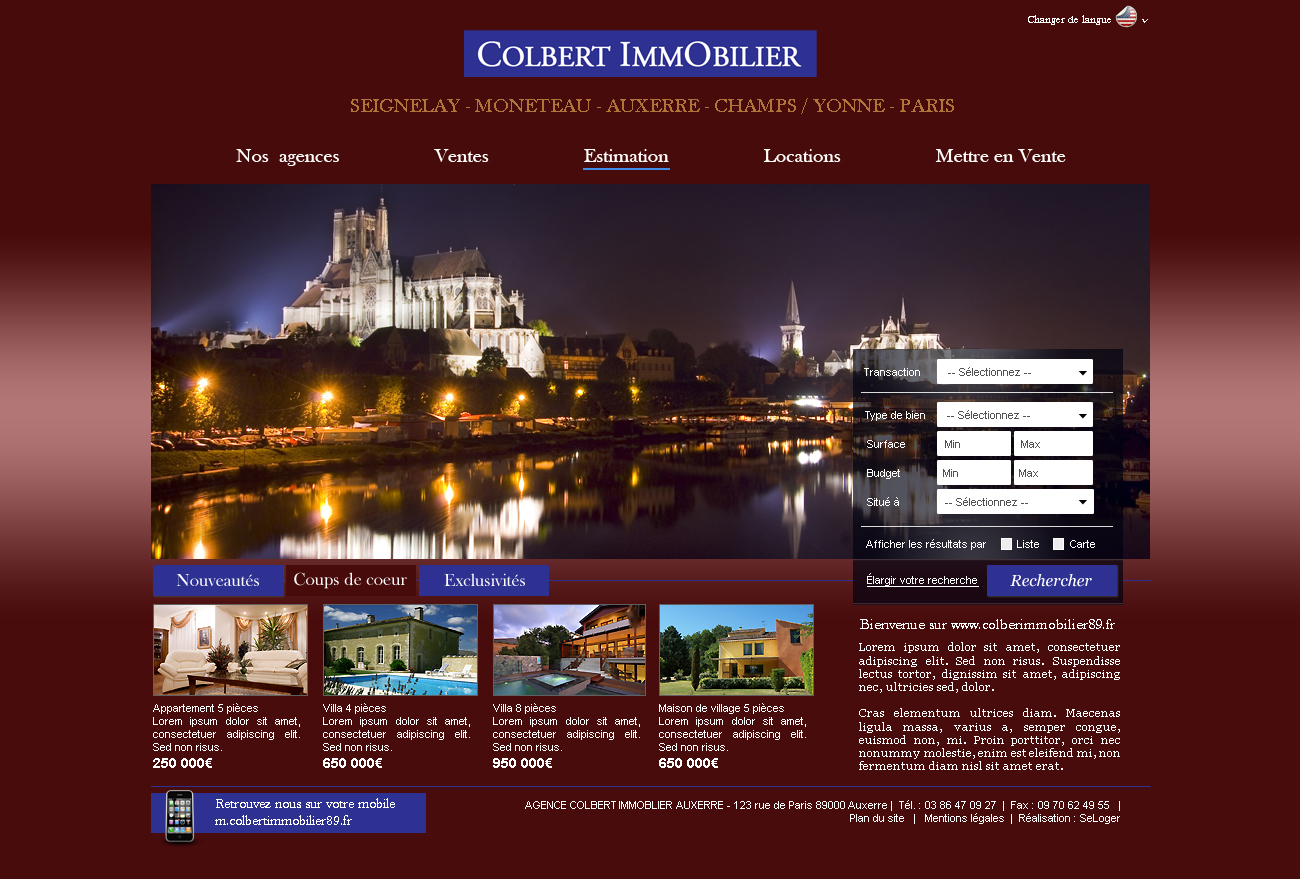 Changer de langue
COLBERT IMMOBILIER
SEIGNELAY - MONETEAU - AUXERRE - CHAMPS / YONNE - PARIS
Nos agences
Ventes
Estimation
Locations
Mettre en Vente
Transaction
-- Sélectionnez --
Type de bien
-- Sélectionnez --
Surface
Min
Max
Budget
Min
Max
Situé à
-- Sélectionnez --
Afficher les résultats par
Liste
Carte
Élargir votre recherche
Rechercher
Nouveautés
Coups de coeur
Exclusivités
Appartement 5 pièces
Lorem ipsum dolor sit amet,
consectetuer adipiscing elit.
Sed non risus.
250 000€
Villa 4 pièces
Lorem ipsum dolor sit amet,
consectetuer adipiscing elit.
Sed non risus.
650 000€
Villa 8 pièces
Lorem ipsum dolor sit amet,
consectetuer adipiscing elit.
Sed non risus.
950 000€
Maison de village 5 pièces
Lorem ipsum dolor sit amet,
consectetuer adipiscing elit.
Sed non risus.
650 000€
Bienvenue sur www.colberimmobilier89.fr
Lorem ipsum dolor sit amet, consectetuer
adipiscing elit. Sed non risus. Suspendisse
lectus tortor, dignissim sit amet, adipiscing
nec, ultricies sed, dolor.
Cras elementum ultrices diam. Maecenas
ligula massa, varius a, semper congue,
euismod non, mi. Proin porttitor, orci nec
nonummy molestie, enim est eleifend mi, non
fermentum diam nisl sit amet erat.
Retrouvez nous sur votre mobile
m.colbertimmobilier89.fr
AGENCE COLBERT IMMOBLIER AUXERRE - 123 rue de Paris 89000 Auxerre | Tél. : 03 86 47 09 27 | Fax : 09 70 62 49 55 |
Plan du site | Mentions légales | Réalisation : SeLoger